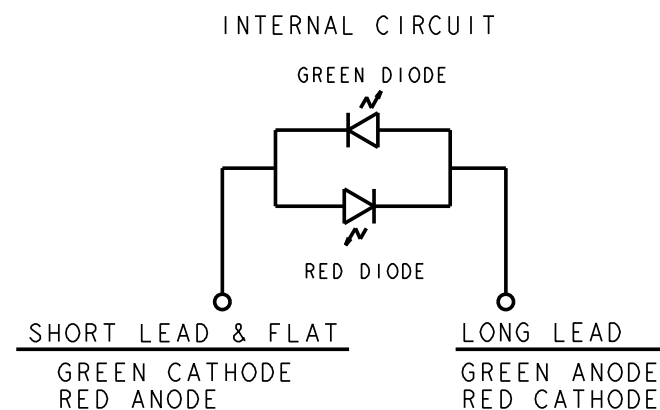 INTERNAL CIRCUIT
GREEN DIODE
RED DIODE
SHORT LEAD & FLAT
GREEN CATHODE
RED ANODE
LONG LEAD
GREEN ANODE
RED CATHODE